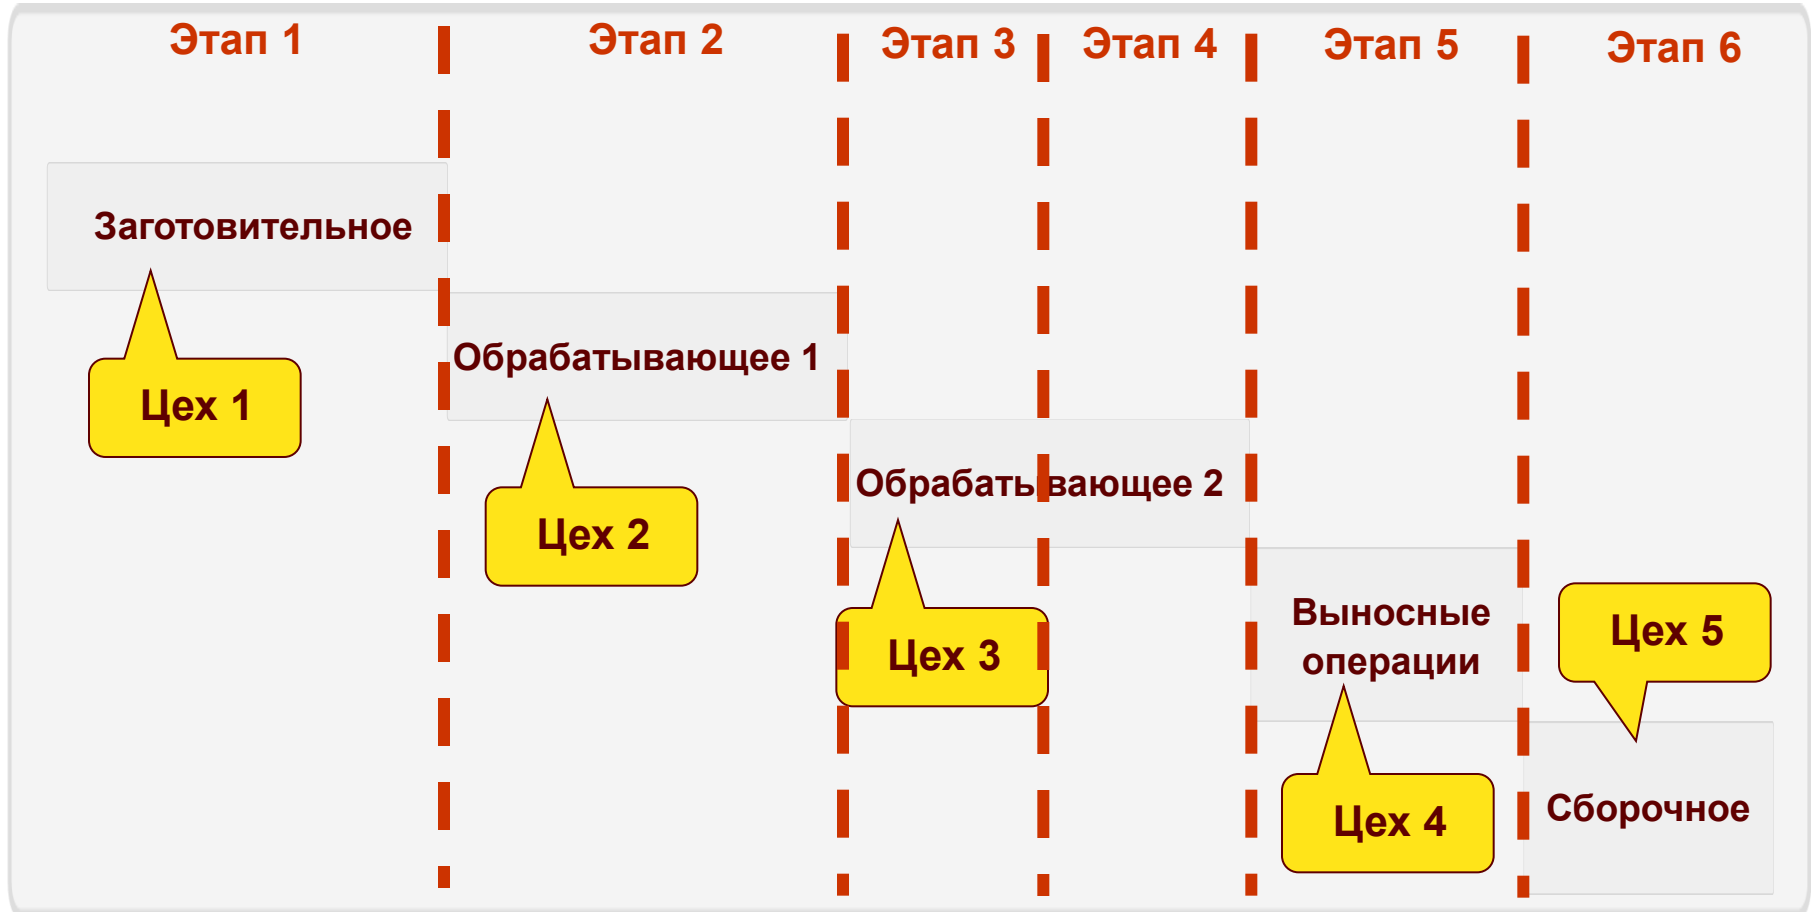 Этап 1
Этап 2
Этап 3
Этап 4
Этап 5
Этап 6
Заготовительное
Обрабатывающее 1
Цех 1
Обрабатывающее 2
Цех 2
Выносные
операции
Цех 5
Цех 3
Сборочное
Цех 4